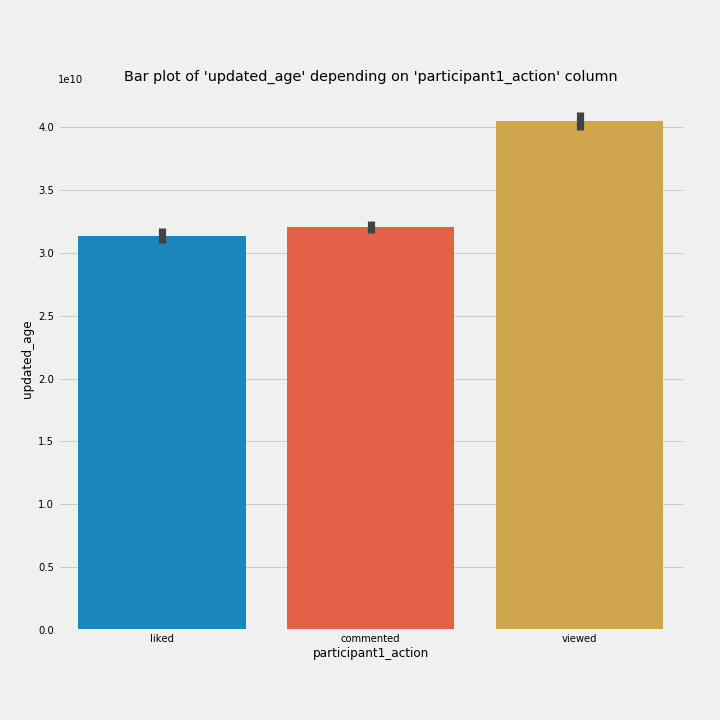 Bar plot of 'updated_age' depending on 'participant1_action' column
1e10
4.0
3.5
3.0
2.5
2.0
1.5
1.0
0.5
0.0
updated_age
liked commented viewed
participant1_action